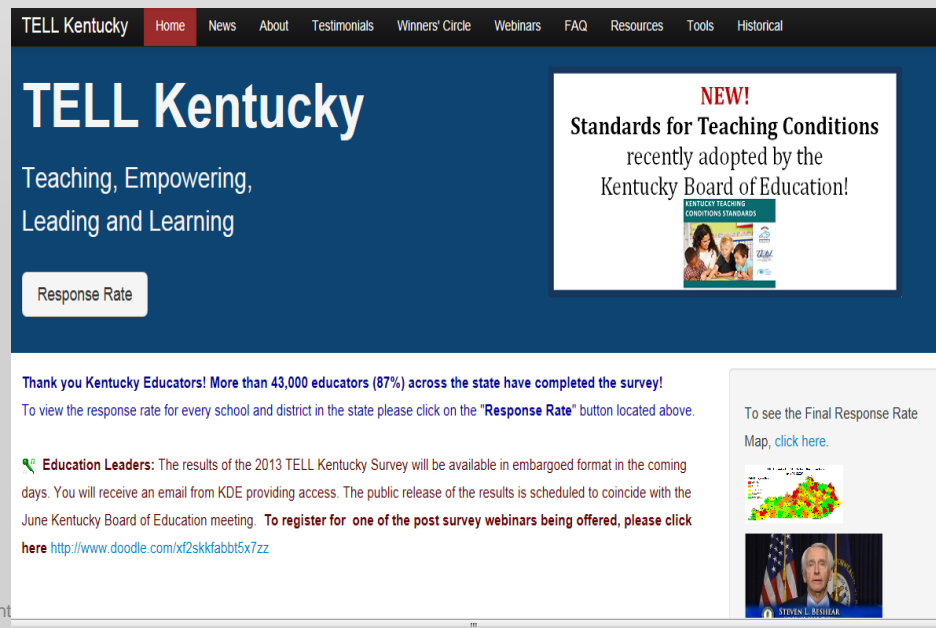 TELL Kentucky Home News About Testimonials Winners' Circle Webinars FAQ Resources Tools Historical
TELL Kentucky
Teaching, Empowering,
Leading and Learning
Response Rate
NEW!
Standards for Teaching Conditions
recently adopted by the
Kentucky Board of Education!
KENTUCKY TEACHING
CONDITIONS STANDARDS
Thank you Kentucky Educators! More than 43,000 educators (87%) across the state have completed the survey!
To view the response rate for every school and district in the state please click on the "Response Rate" button located above.
Education Leaders: The results of the 2013 TELL Kentucky Survey will be available in embargoed format in the coming
days. You will receive an email from KDE providing access. The public release of the results is scheduled to coincide with the
June Kentucky Board of Education meeting. To register for one of the post survey webinars being offered, please click
here http://www.doodle.com/xf2skkfabbt5x7zz
To see the Final Response Rate
Map, click here.
STEVEN L. BESHEAR
nt